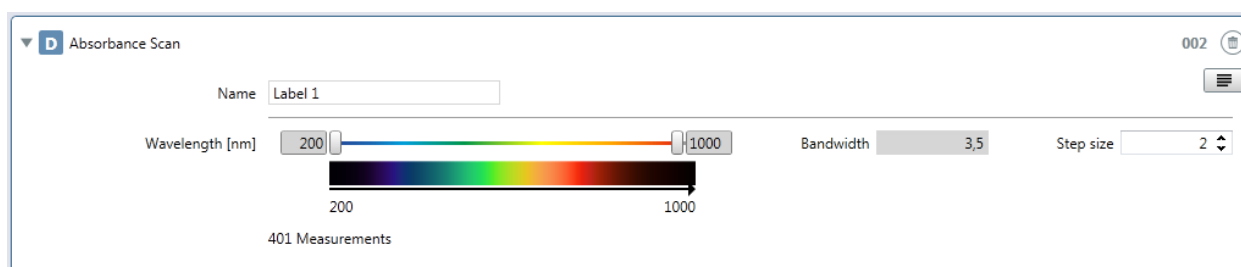 D Absorbance Scan 002
Name Label 1
Wavelength [nm] 200 1000 Bandwidth 3,5 Step size 2
200 1000
401 Measurements